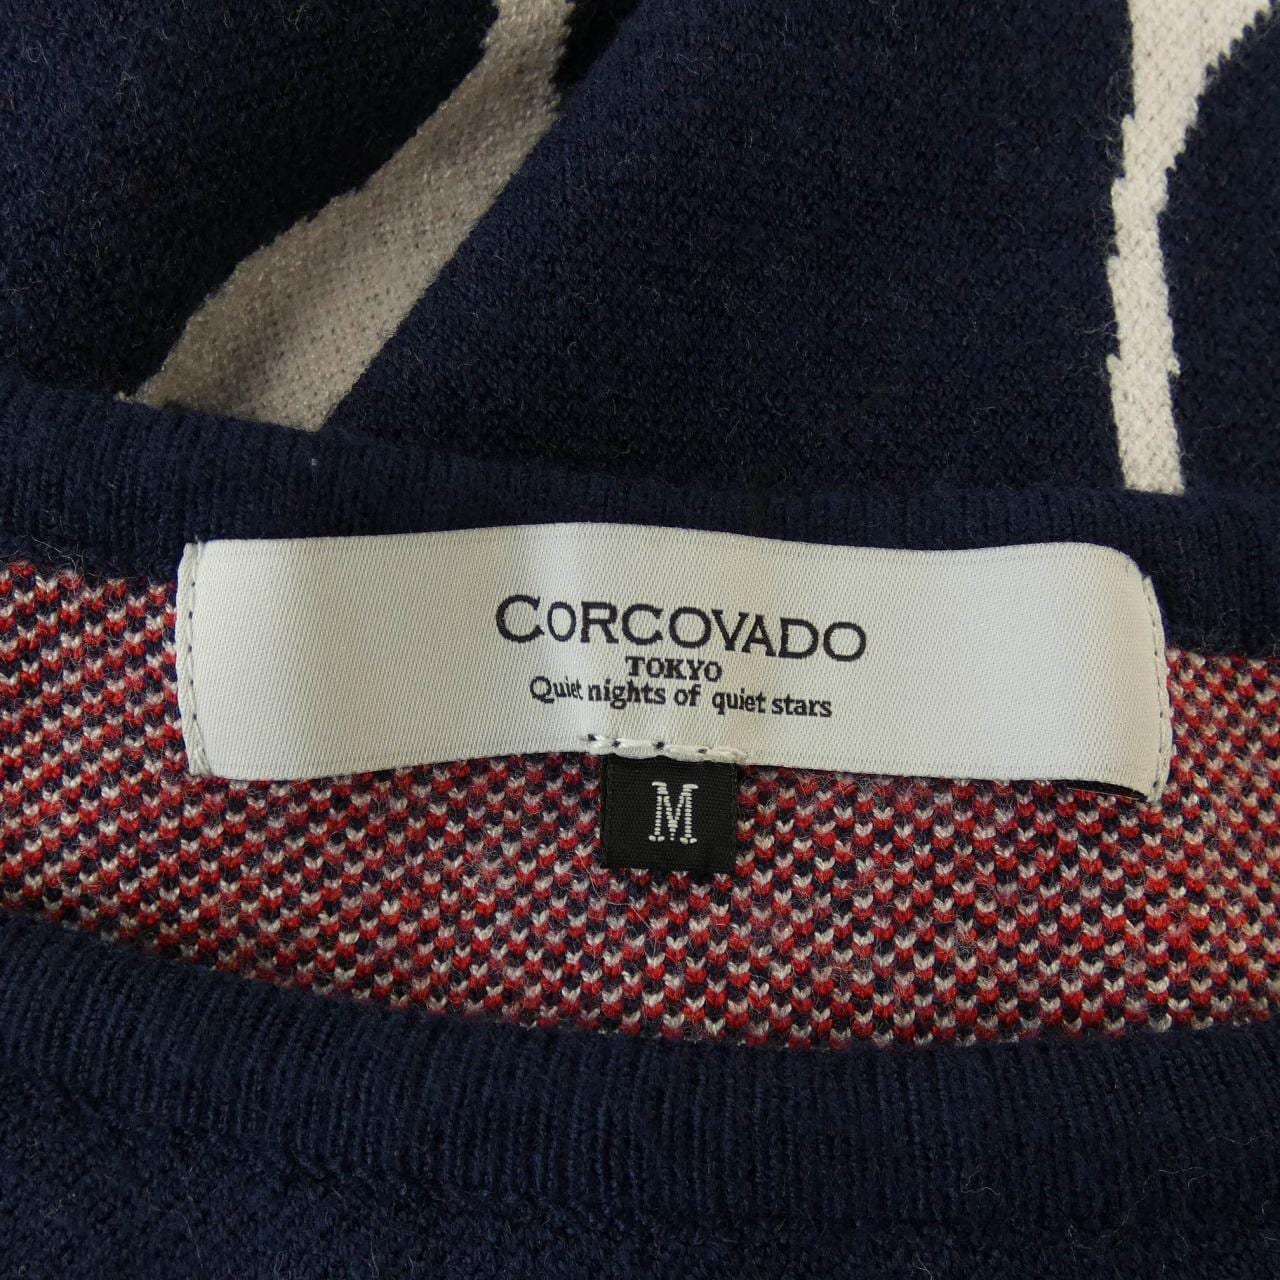 CORCOVADO
TOKYO
Quiet nights of quiet stars
M